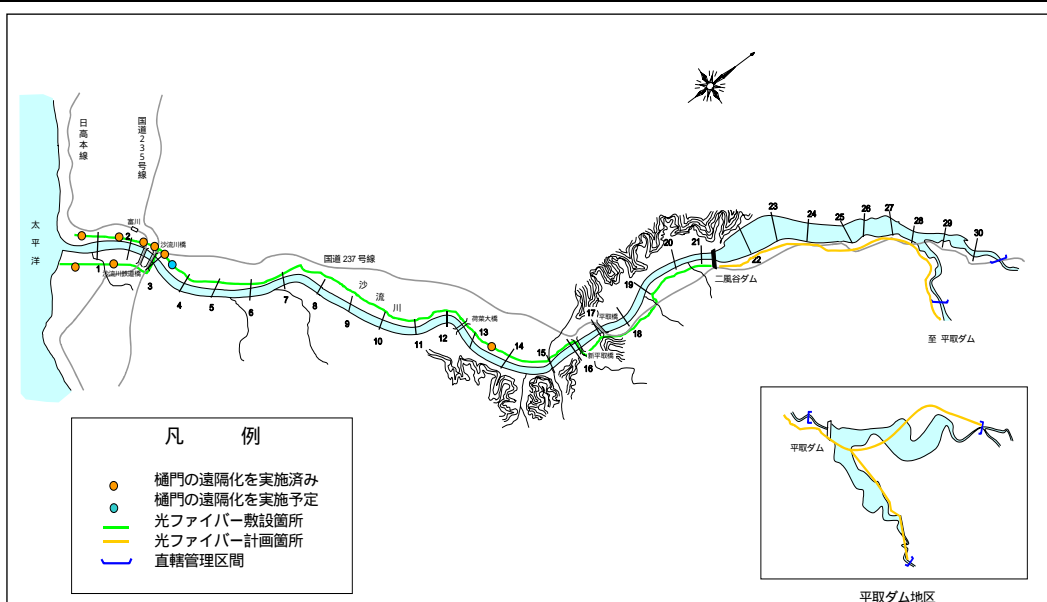 日高本線
国道235号線
太平洋
富川
沙流川橋
沙流川鉄道橋
国道237号線
沙流川
荷菜大橋
平取橋
新平取橋
二風谷ダム
至 平取ダム
1
2
3
4
5
6
7
8
9
10
11
12
13
14
15
16
17
18
19
20
21
22
23
24
25
26
27
28
29
30
凡 例
樋門の遠隔化を実施済み
樋門の遠隔化を実施予定
光ファイバー敷設箇所
光ファイバー計画箇所
直轄管理区間
平取ダム
平取ダム地区